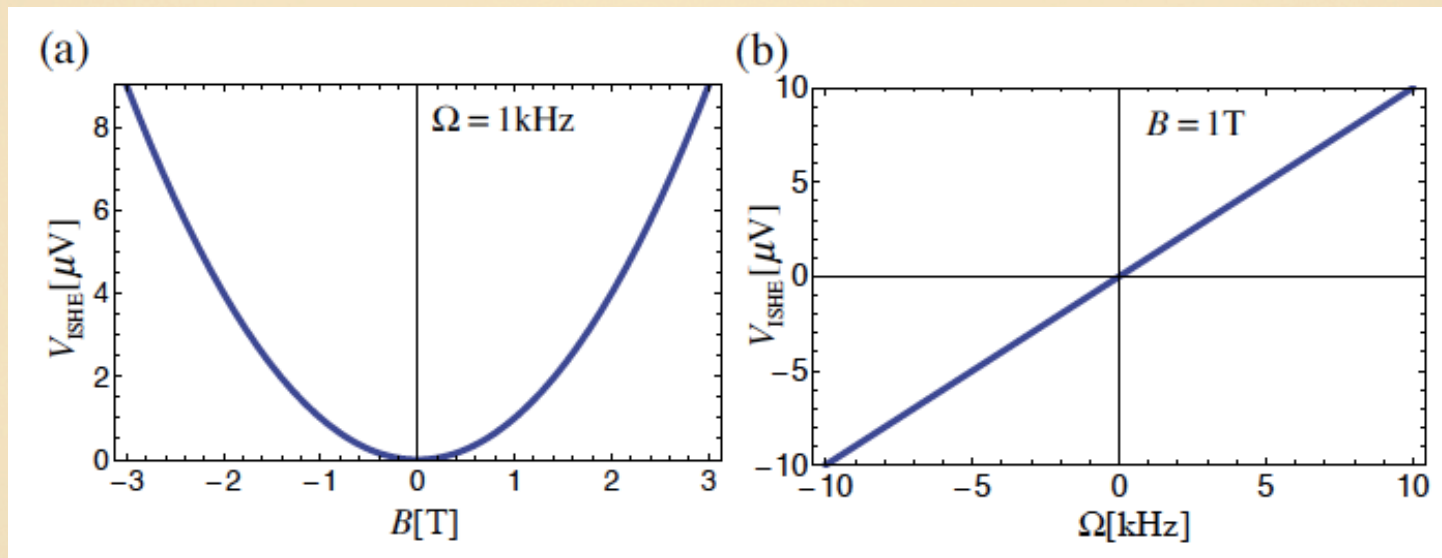 (a)
Ω = 1kHz
V_ISHE [μV]
8
6
4
2
0
−3 −2 −1 0 1 2 3
B[T]
(b)
B = 1T
V_ISHE [μV]
10
5
0
−5
−10
−10 −5 0 5 10
Ω[kHz]